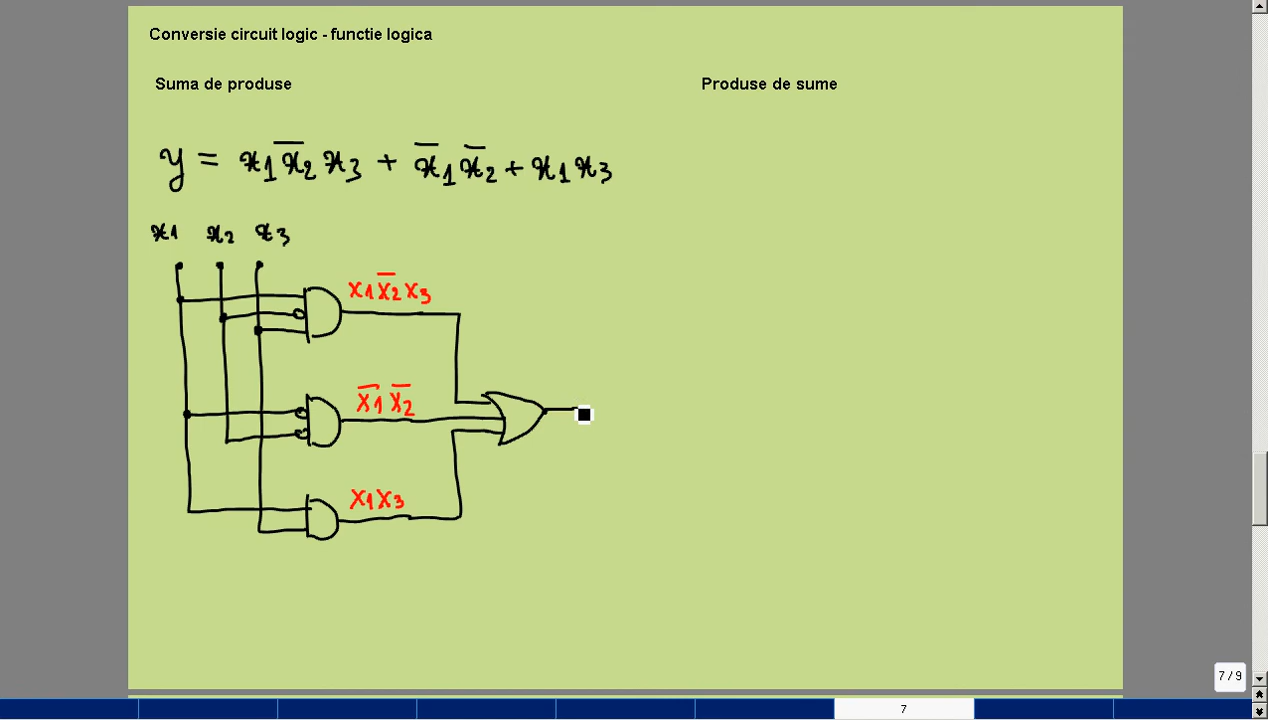 Conversie circuit logic - functie logica
Suma de produse
Produse de sume
y = x1x̅2x3 + x̅1x̅2 + x1x3
x1 x2 x3
x1x̅2x3
x̅1x̅2
x1x3
7 / 9
7